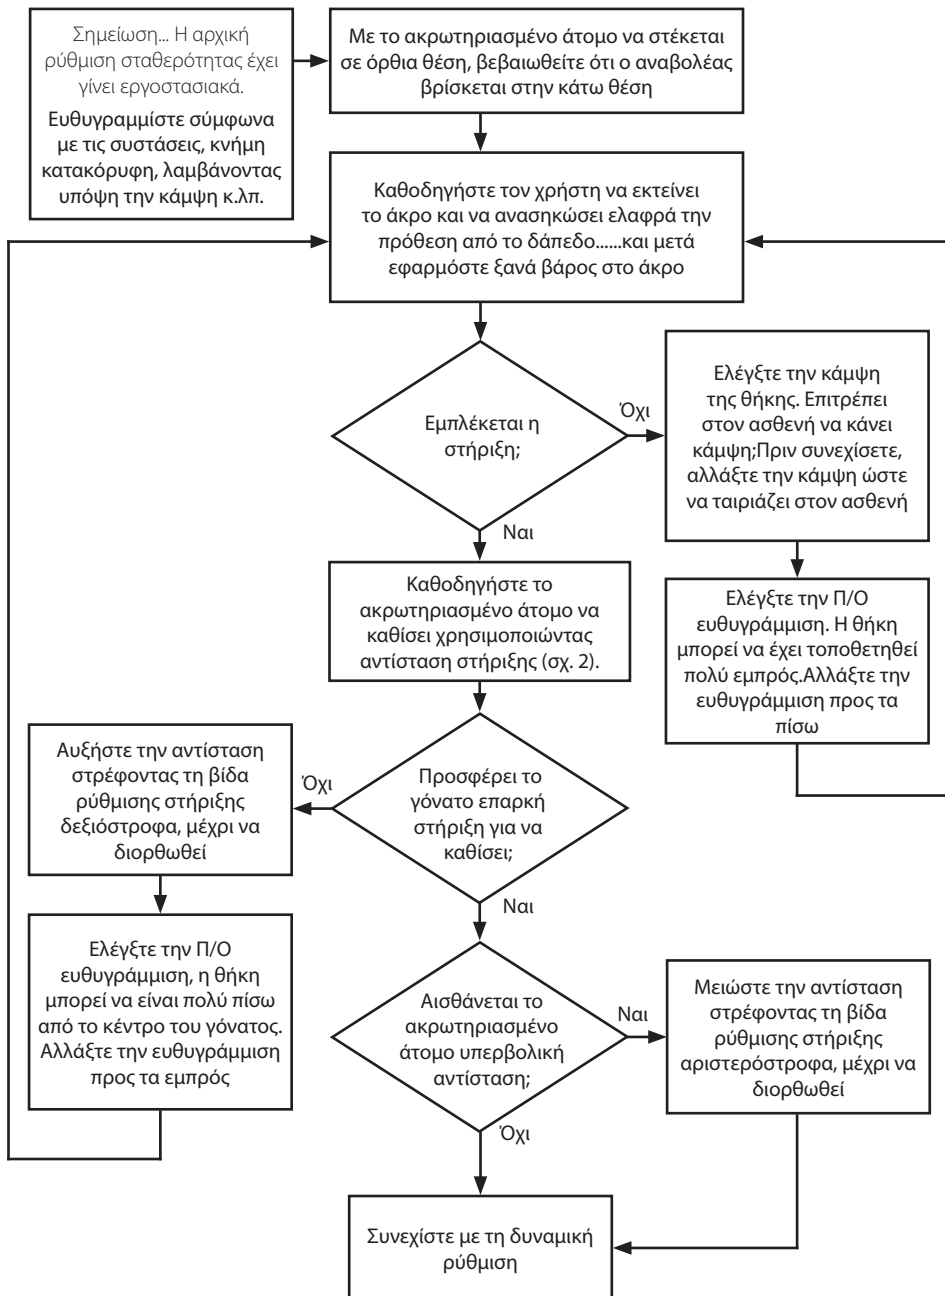 Σημείωση... Η αρχική
ρύθμιση σταθερότητας έχει
γίνει εργοστασιακά.
Ευθυγραμμίστε σύμφωνα
με τις συστάσεις, κνήμη
κατακόρυφη, λαμβάνοντας
υπόψη την κάμψη κ.λπ.
Με το ακρωτηριασμένο άτομο να στέκεται
σε όρθια θέση, βεβαιωθείτε ότι ο αναβολέας
βρίσκεται στην κάτω θέση
Καθοδηγήστε τον χρήστη να εκτείνει
το άκρο και να ανασηκώσει ελαφρά την
πρόθεση από το δάπεδο......και μετά
εφαρμόστε ξανά βάρος στο άκρο
Εμπλέκεται η
στήριξη;
Όχι
Ελέγξτε την κάμψη
της θήκης. Επιτρέπει
στον ασθενή να κάνει
κάμψη;Πριν συνεχίσετε,
αλλάξτε την κάμψη ώστε
να ταιριάζει στον ασθενή
Ναι
Καθοδηγήστε το
ακρωτηριασμένο άτομο να
καθίσει χρησιμοποιώντας
αντίσταση στήριξης (σχ. 2).
Ελέγξτε την Π/Ο
ευθυγράμμιση. Η θήκη
μπορεί να έχει τοποθετηθεί
πολύ εμπρός.Αλλάξτε την
ευθυγράμμιση προς τα
πίσω
Προσφέρει το
γόνατο επαρκή
στήριξη για να
καθίσει;
Όχι
Αυξήστε την αντίσταση
στρέφοντας τη βίδα
ρύθμισης στήριξης
δεξιόστροφα, μέχρι να
διορθωθεί
Ελέγξτε την Π/Ο
ευθυγράμμιση, η θήκη
μπορεί να είναι πολύ πίσω
από το κέντρο του γόνατος.
Αλλάξτε την ευθυγράμμιση
προς τα εμπρός
Ναι
Αισθάνεται το
ακρωτηριασμένο
άτομο υπερβολική
αντίσταση;
Ναι
Μειώστε την αντίσταση
στρέφοντας τη βίδα
ρύθμισης στήριξης
αριστερόστροφα, μέχρι να
διορθωθεί
Όχι
Συνεχίστε με τη δυναμική
ρύθμιση